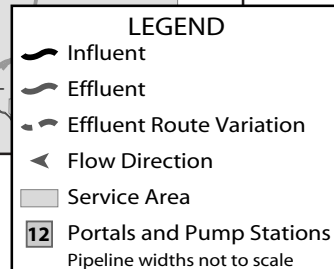 LEGEND
Influent
Effluent
Effluent Route Variation
Flow Direction
Service Area
12 Portals and Pump Stations
Pipeline widths not to scale